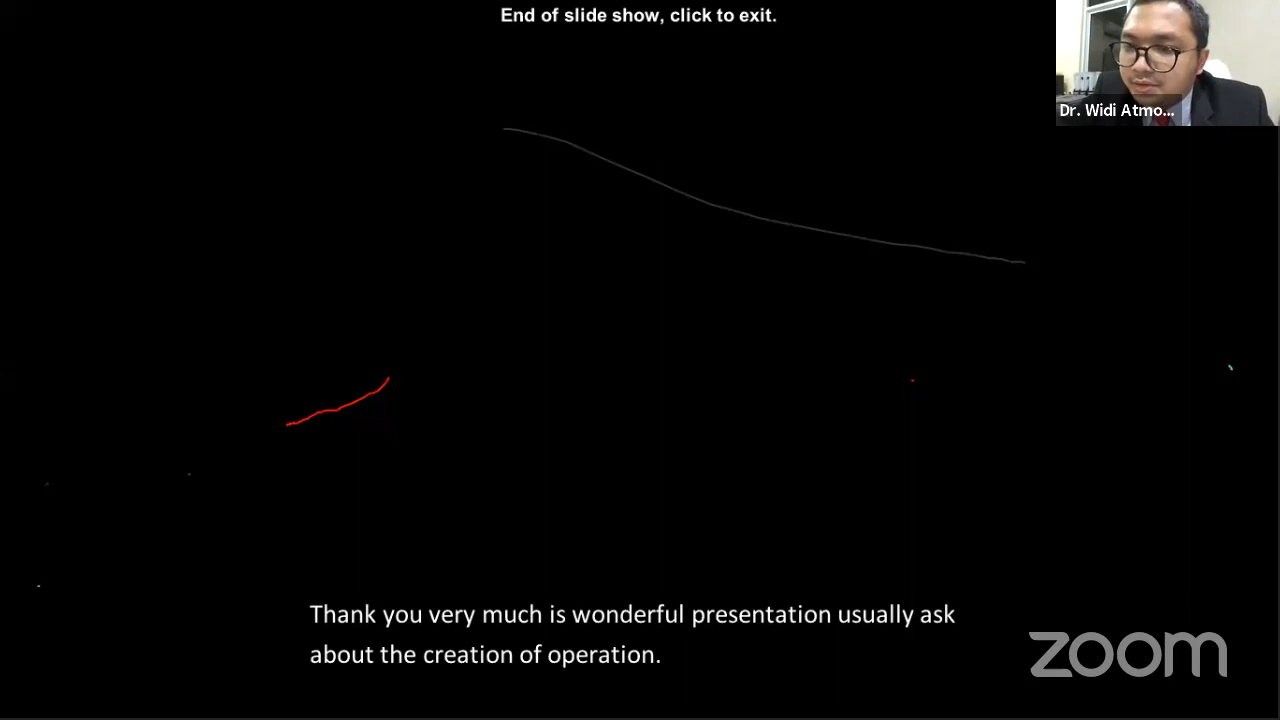 End of slide show, click to exit.
Dr. Widi Atmo...
Thank you very much is wonderful presentation usually ask
about the creation of operation.
zoom